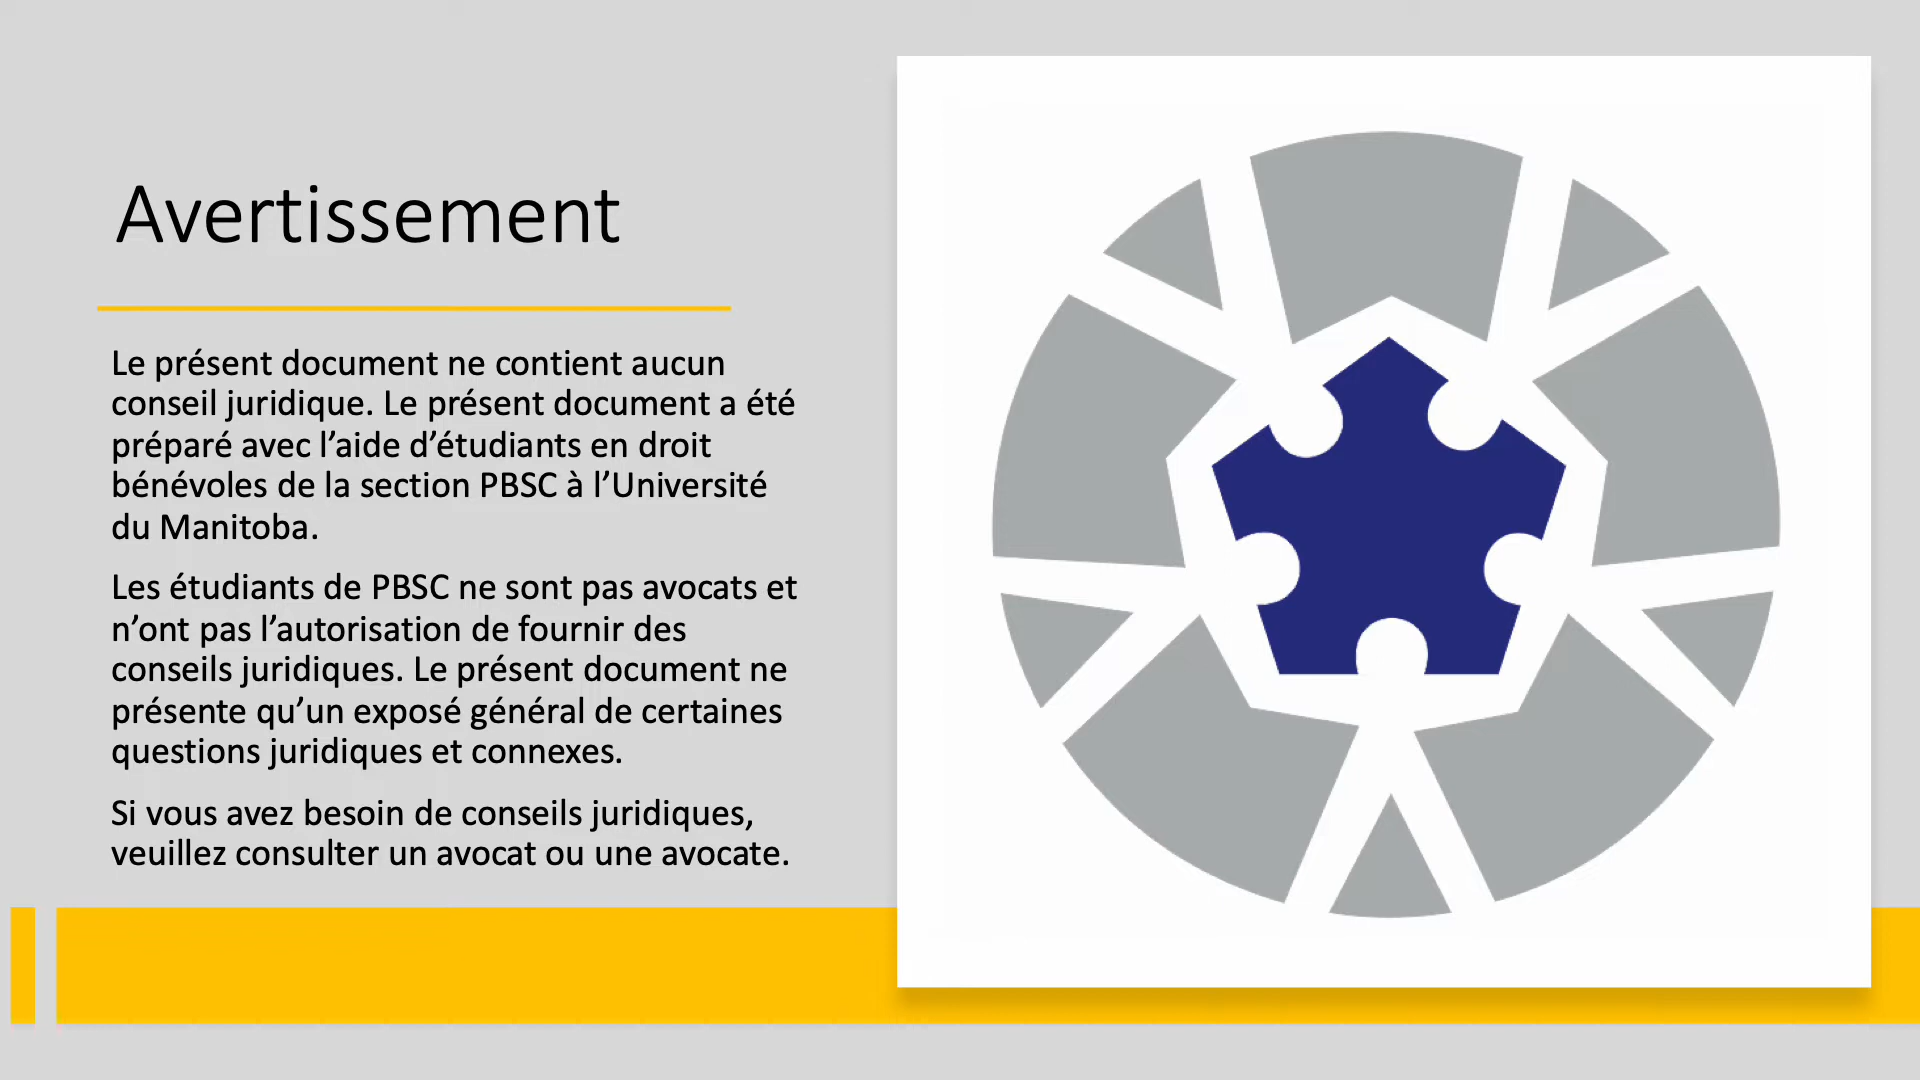 Avertissement
Le présent document ne contient aucun
conseil juridique. Le présent document a été
préparé avec l’aide d’étudiants en droit
bénévoles de la section PBSC à l’Université
du Manitoba.
Les étudiants de PBSC ne sont pas avocats et
n’ont pas l’autorisation de fournir des
conseils juridiques. Le présent document ne
présente qu’un exposé général de certaines
questions juridiques et connexes.
Si vous avez besoin de conseils juridiques,
veuillez consulter un avocat ou une avocate.